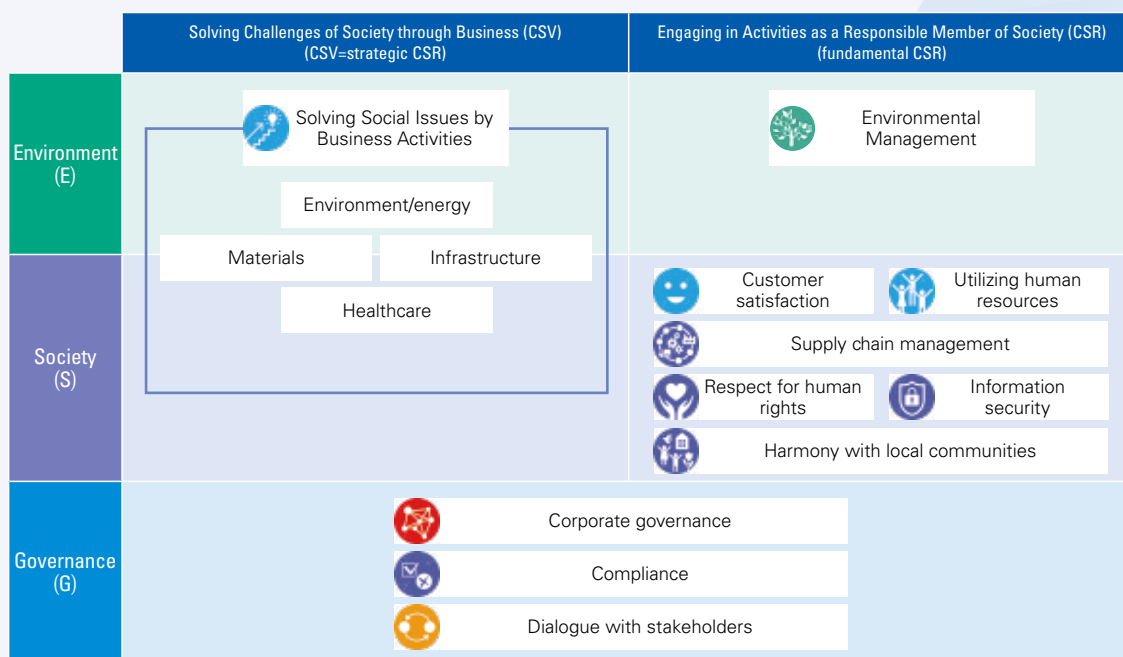 Solving Challenges of Society through Business (CSV)
(CSV=strategic CSR)
Engaging in Activities as a Responsible Member of Society (CSR)
(fundamental CSR)
Environment
(E)
Solving Social Issues by
Business Activities
Environment/energy
Materials
Infrastructure
Healthcare
Environmental
Management
Society
(S)
Customer
satisfaction
Utilizing human
resources
Supply chain management
Respect for human
rights
Information
security
Harmony with local communities
Governance
(G)
Corporate governance
Compliance
Dialogue with stakeholders